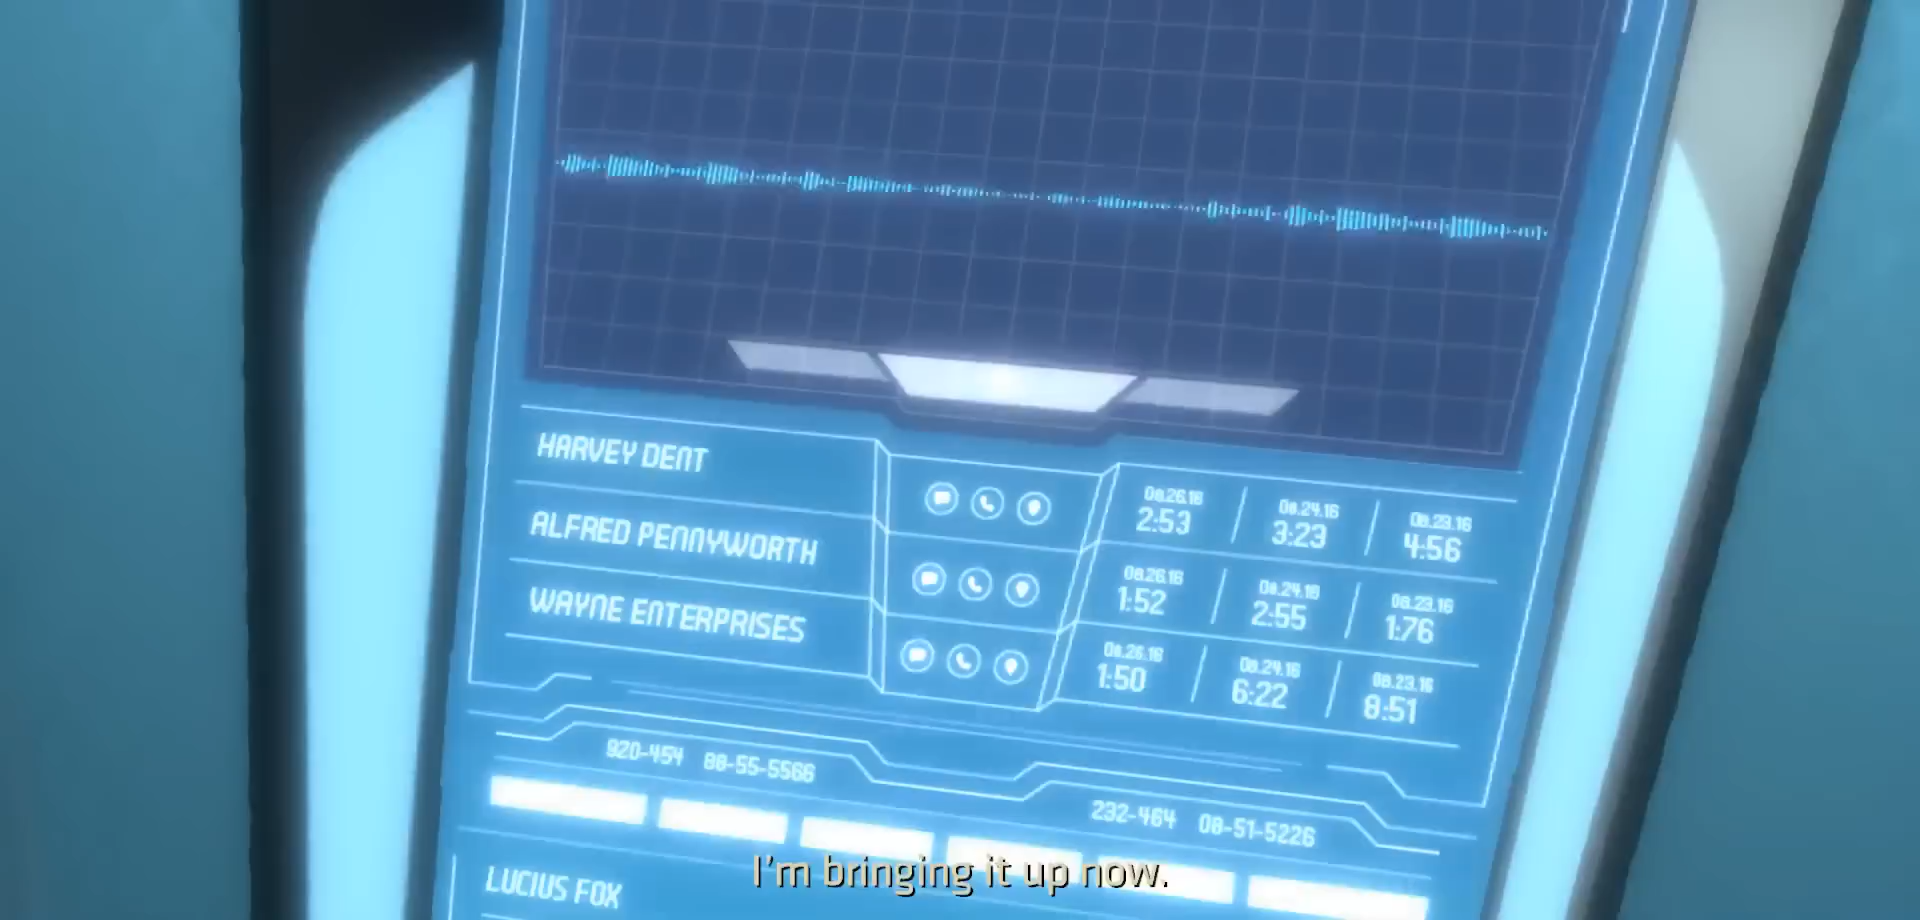 HARVEY DENT
08.26.16 08.24.16 08.23.16
2:53 3:23 4:56
ALFRED PENNYWORTH
08.26.16 08.24.16 08.23.16
1:52 2:55 1:76
WAYNE ENTERPRISES
08.26.16 08.24.16 08.23.16
1:50 6:22 8:51
920-454 88-55-5566
232-464 08-51-5226
LUCIUS FOX
I'm bringing it up now.